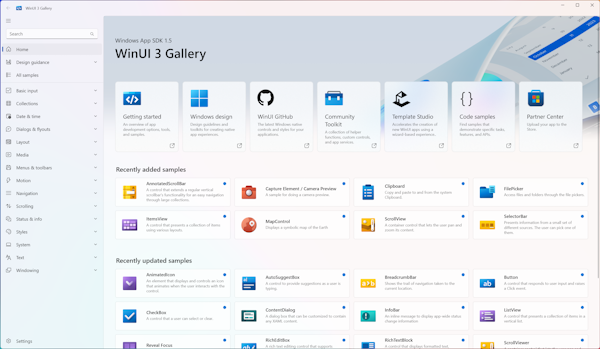 WinUI 3 Gallery
Search
Home
Design guidance
All samples
Basic input
Collections
Date & time
Dialogs & flyouts
Layout
Media
Menus & toolbars
Motion
Navigation
Scrolling
Status & info
Styles
System
Text
Windowing
Settings
Windows App SDK 1.5
WinUI 3 Gallery
Getting started
An overview of app
development options, tools,
and samples.
Windows design
Design guidelines and
toolkits for creating native
app experiences.
WinUI GitHub
The latest Windows native
controls and styles for your
applications.
Community
Toolkit
A collection of helper
functions, custom controls,
and app services.
Template Studio
Accelerate the creation of
new WinUI apps using a
wizard-based experience.
Code samples
Find samples that
demonstrate specific tasks,
features, and APIs.
Partner Center
Upload your app to the
Store.
Recently added samples
AnnotatedScrollBar
A control that extends a regular vertical
scrollbar's functionality for an easy navigation
through large collections.
Capture Element / Camera Preview
A sample for doing a camera preview
Clipboard
Copy and paste to and from the
system Clipboard.
FilePicker
Access files and folders through the file pickers.
ItemsView
A control that presents a collection of items
using various layouts.
MapControl
Displays a symbolic map of the Earth
ScrollView
A container control that lets the user pan and
zoom its content.
SelectorBar
Presents information from a small set of
different sources. The user can pick one of
them.
Recently updated samples
AnimatedIcon
An element that displays and controls an icon
that animates when the user interacts with the
control.
AutoSuggestBox
A control to provide suggestions as a user is
typing.
BreadcrumbBar
Shows the trail of navigation taken to the
current location.
Button
A control that responds to user input and raises
a Click event.
CheckBox
A control that a user can select or clear.
ContentDialog
A dialog box that can be customized to contain
any XAML content.
InfoBar
An inline message to display app-wide status
change information.
ListView
A control that presents a collection of items in a
vertical list.
Reveal Focus
RichEditBox
A rich text editing control that supports
RichTextBlock
A control that displays formatted text,
ScrollViewer